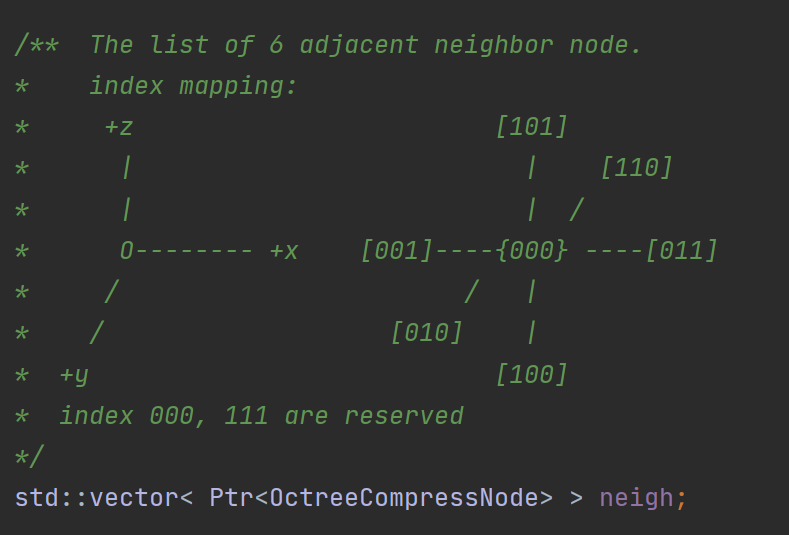 /**  The list of 6 adjacent neighbor node.
*    index mapping:
*     +z                        [101]
*      |                          |    [110]
*      |                          |  /
*      O-------- +x    [001]----{000} ----[011]
*     /                       /   |
*    /                   [010]    |
*  +y                           [100]
*  index 000, 111 are reserved
*/
std::vector< Ptr<OctreeCompressNode> > neigh;